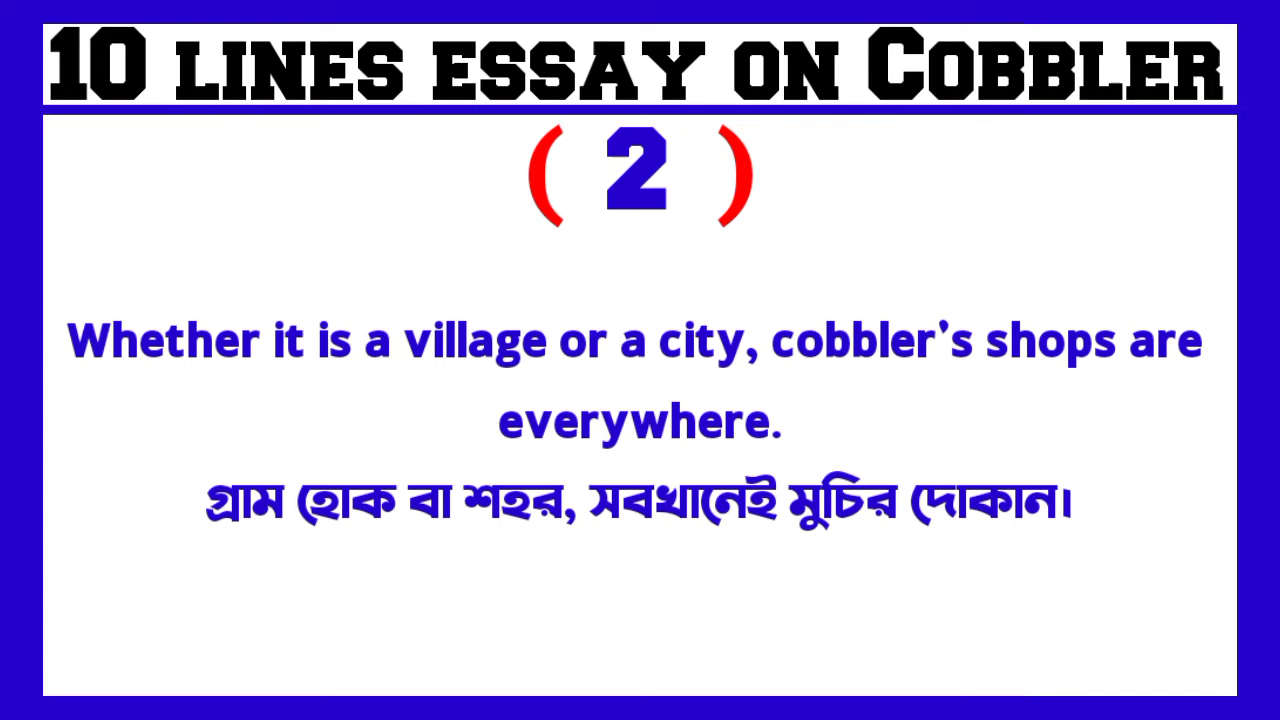 10 LINES ESSAY ON COBBLER
( 2 )
Whether it is a village or a city, cobbler's shops are
everywhere.
গ্রাম হোক বা শহর, সবখানেই মুচির দোকান।